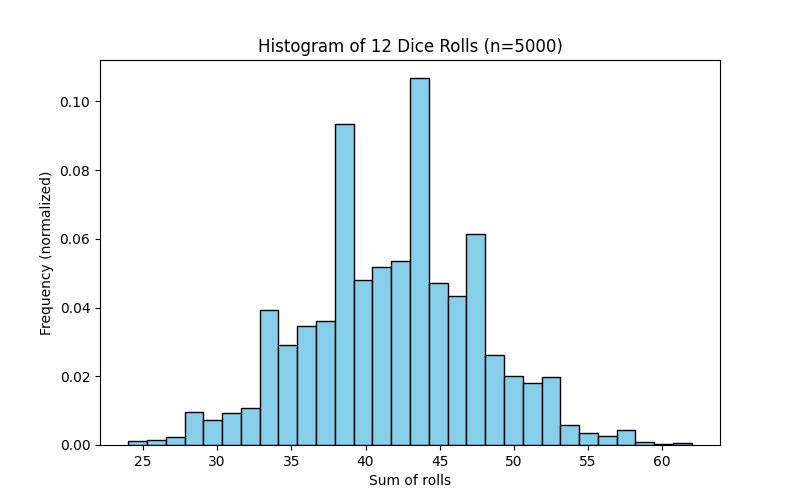 Histogram of 12 Dice Rolls (n=5000)
Frequency (normalized)
0.10
0.08
0.06
0.04
0.02
0.00
25 30 35 40 45 50 55 60
Sum of rolls